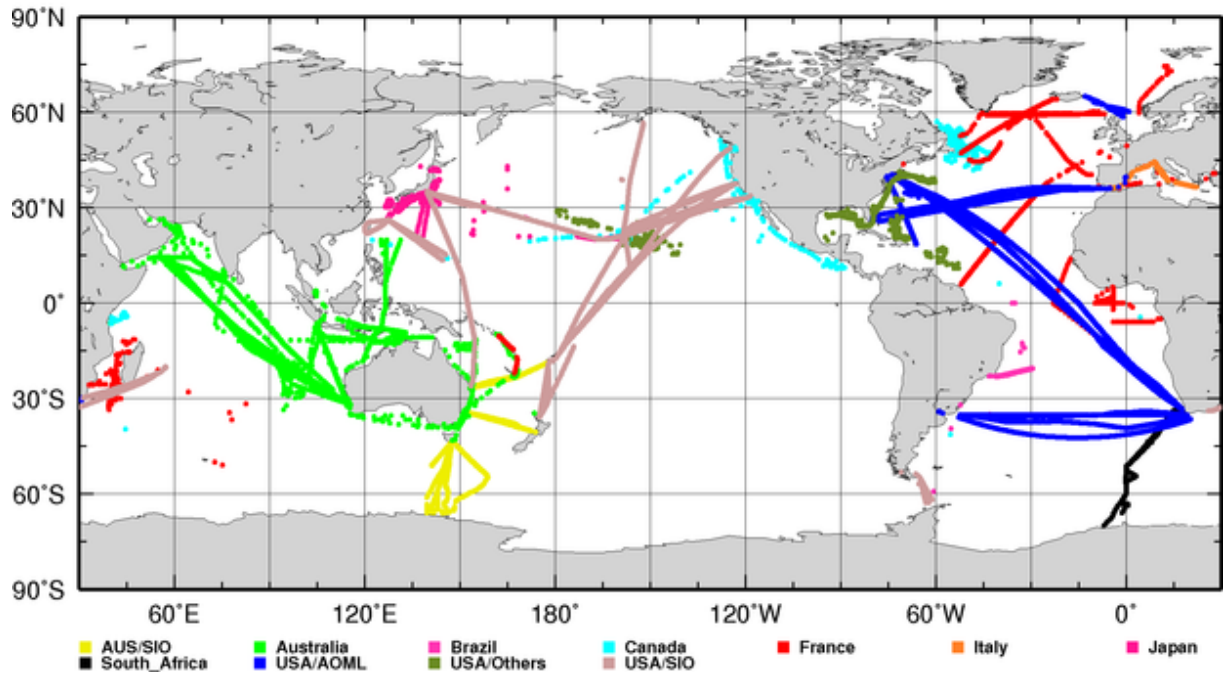 90˚N
60˚N
30˚N
0˚
30˚S
60˚S
90˚S
60˚E 120˚E 180˚ 120˚W 60˚W 0˚
AUS/SIO Australia Brazil Canada France Italy Japan
South_Africa USA/AOML USA/Others USA/SIO